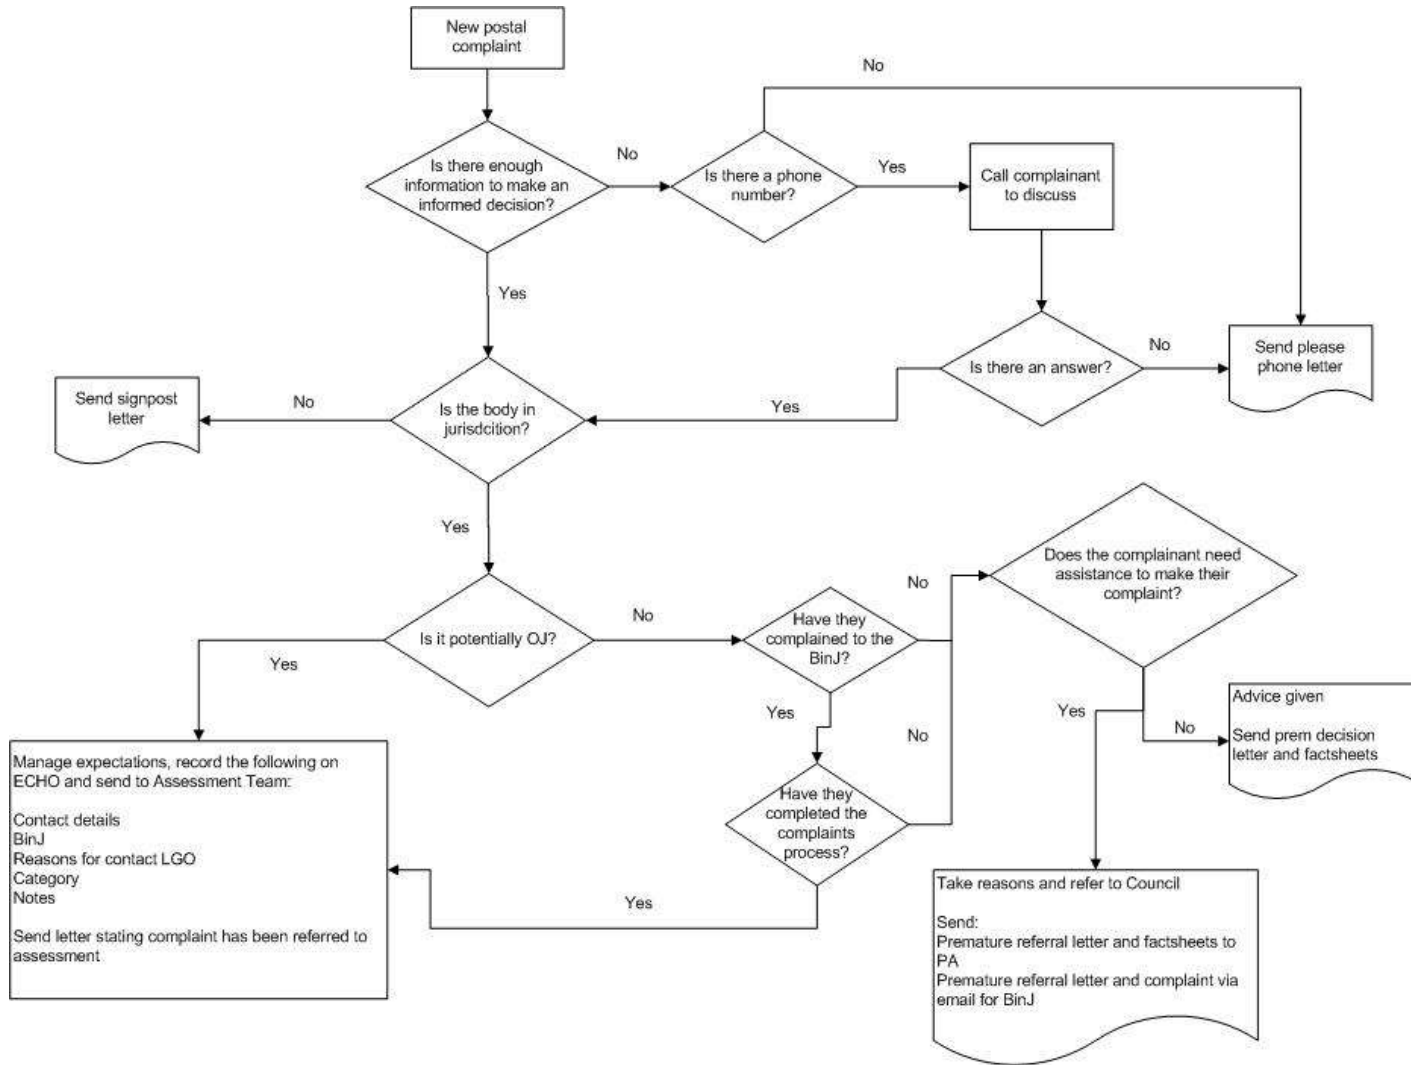 New postal
complaint
No
Is there enough
information to make an
informed decision?
No
Is there a phone
number?
Yes
Call complainant
to discuss
Yes
Is there an answer?
No
Send please
phone letter
Send signpost
letter
No
Is the body in
jurisdcition?
Yes
Yes
Does the complainant need
assistance to make their
complaint?
Is it potentially OJ?
No
Have they
complained to the
BinJ?
No
Yes
Yes
No
Have they
completed the
complaints
process?
Yes
No
Advice given
Send prem decision
letter and factsheets
Manage expectations, record the following on
ECHO and send to Assessment Team:
Contact details
BinJ
Reasons for contact LGO
Category
Notes
Send letter stating complaint has been referred to
assessment
Yes
Take reasons and refer to Council
Send:
Premature referral letter and factsheets to
PA
Premature referral letter and complaint via
email for BinJ